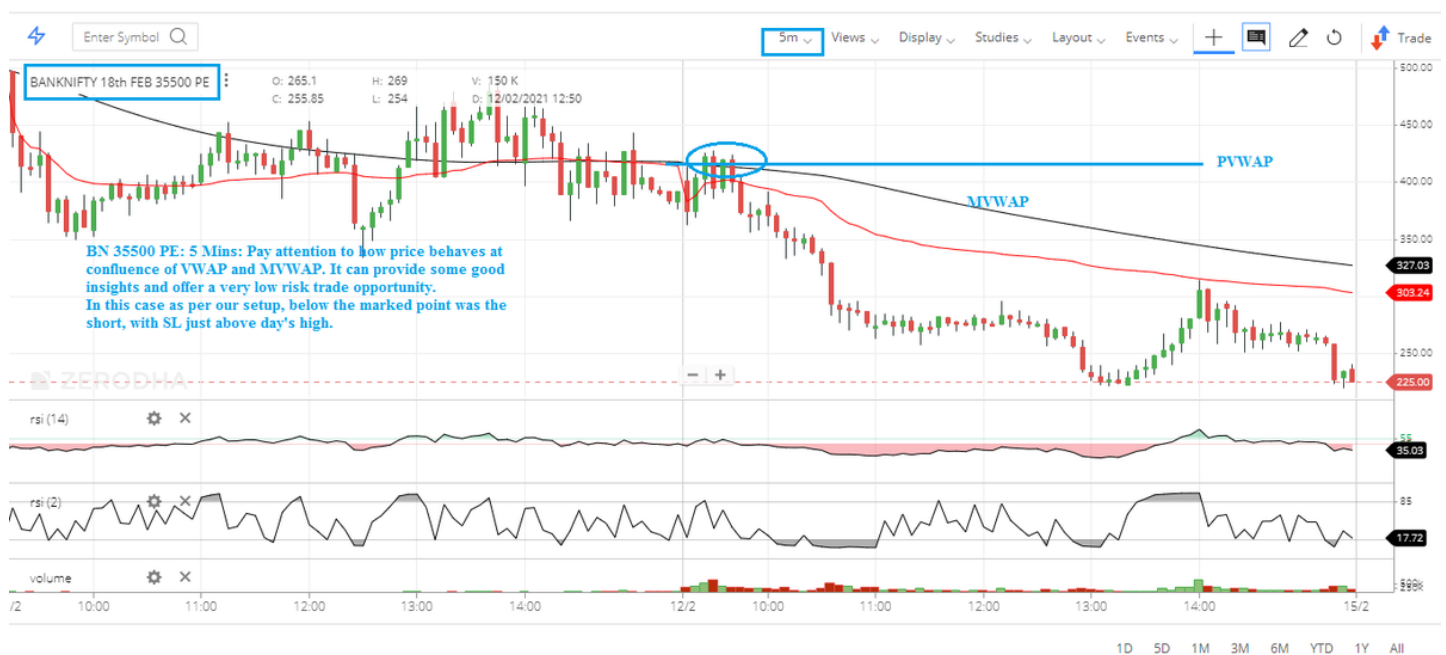 Enter Symbol
5m Views Display Studies Layout Events Trade
BANKNIFTY 18th FEB 35500 PE
O: 265.1 H: 269 V: 150 K
C: 255.85 L: 254 D: 12/02/2021 12:50
500.00
450.00
PVWAP
400.00
MVWAP
350.00
BN 35500 PE: 5 Mins: Pay attention to how price behaves at
confluence of VWAP and MVWAP. It can provide some good
insights and offer a very low risk trade opportunity.
In this case as per our setup, below the marked point was the
short, with SL just above day's high.
327.03
303.24
250.00
ZERODHA
225.00
rsi (14)
55
35.03
rsi (2)
85
17.72
volume
500k
250k
/2 10:00 11:00 12:00 13:00 14:00 12/2 10:00 11:00 12:00 13:00 14:00 15/2
1D 5D 1M 3M 6M YTD 1Y All